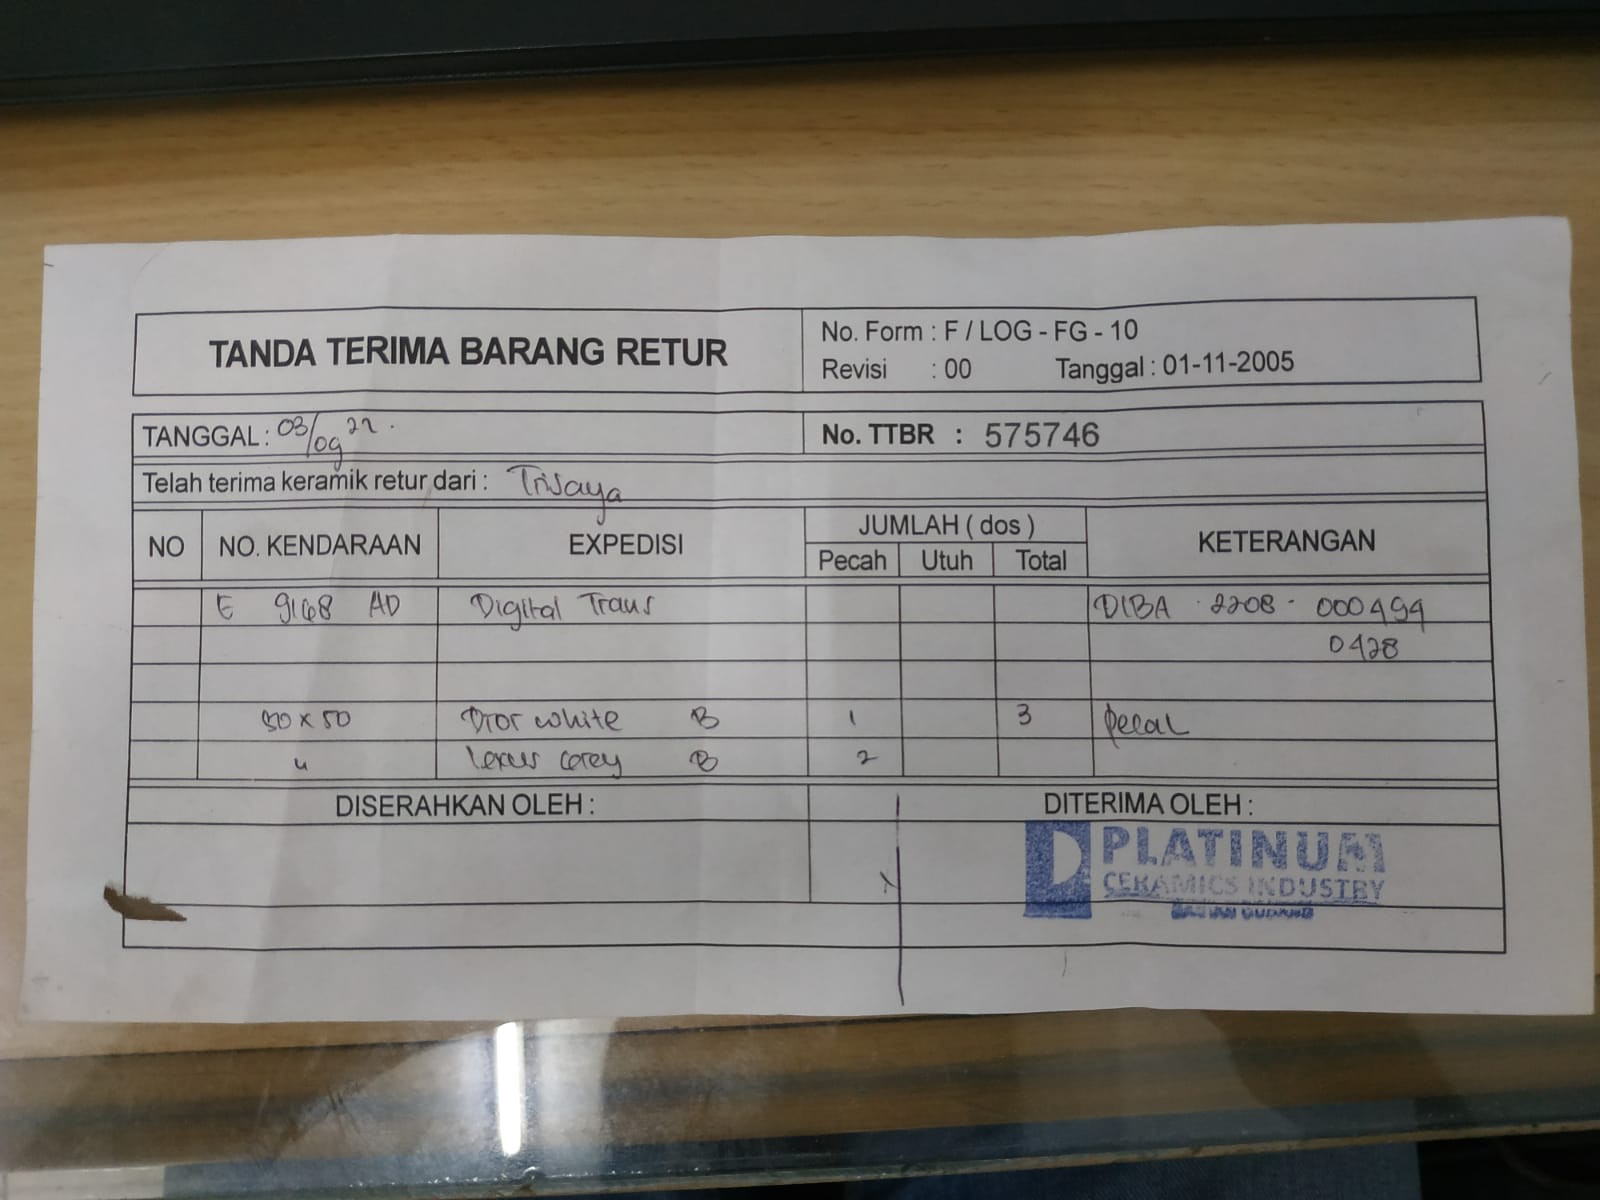 TANDA TERIMA BARANG RETUR
No. Form : F / LOG - FG - 10
Revisi : 00 Tanggal : 01-11-2005
TANGGAL : 03/09 22.
No. TTBR : 575746
Telah terima keramik retur dari : Trijaya
NO NO. KENDARAAN EXPEDISI JUMLAH ( dos ) KETERANGAN
Pecah Utuh Total
E 9168 AD Digital Trans DIBA - 2208 - 000494
0428
50 x 50 Dior white B 1 3 Pecah
" Lexus Grey B 2
DISERAHKAN OLEH : DITERIMA OLEH :
PLATINUM
CERAMICS INDUSTRY